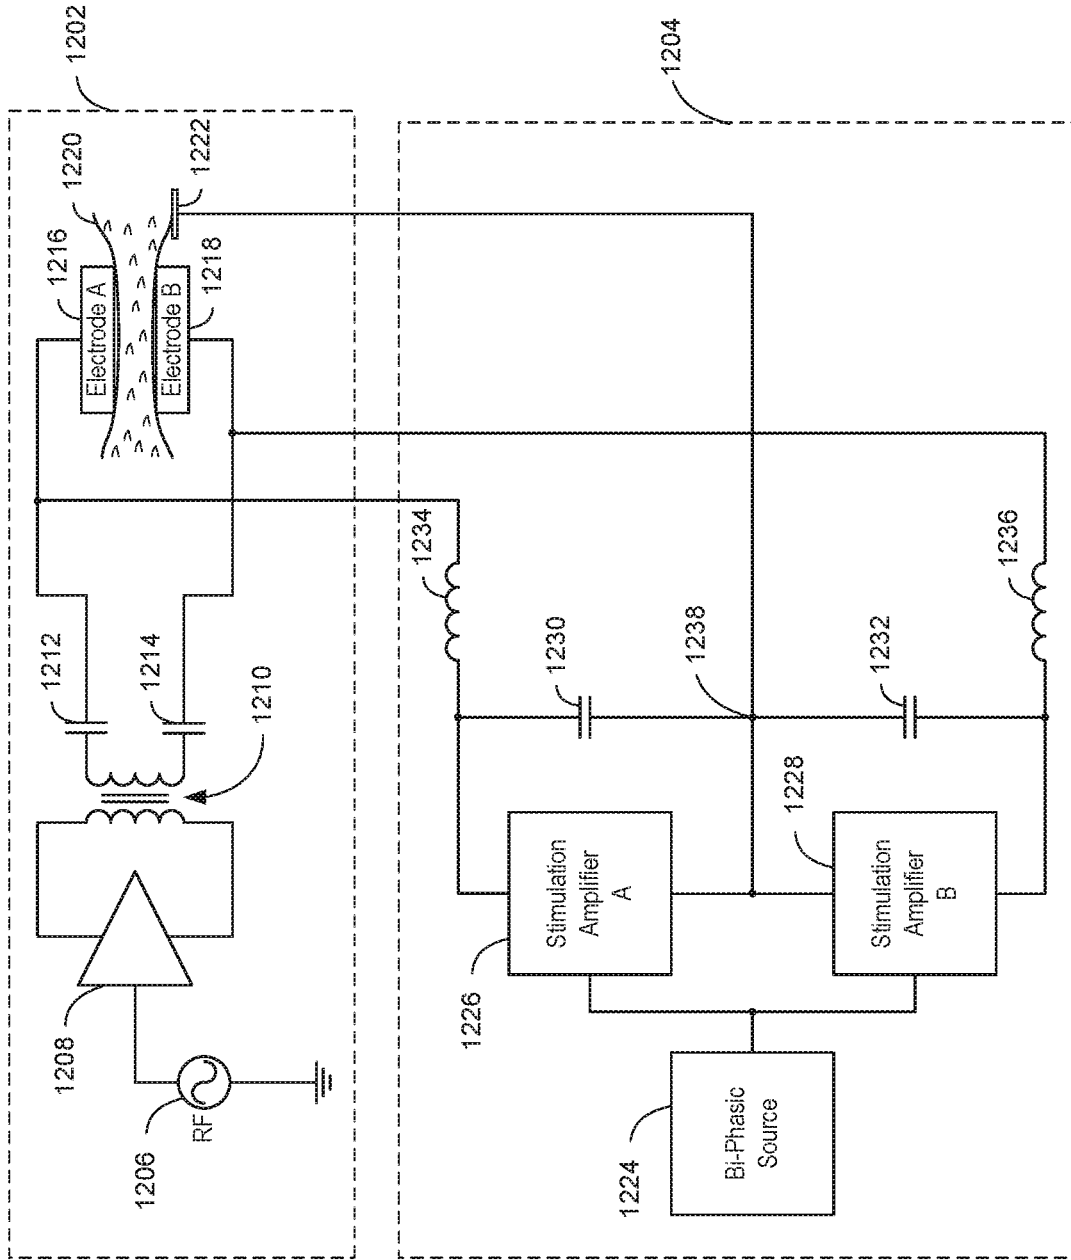 1202
1220
1216
1222
Electrode A
Electrode B
1218
1212
1214
1210
1208
RF
1206
1204
1234
1236
1230
1238
1232
1228
Stimulation
Amplifier
A
Stimulation
Amplifier
B
1226
Bi-Phasic
Source
1224